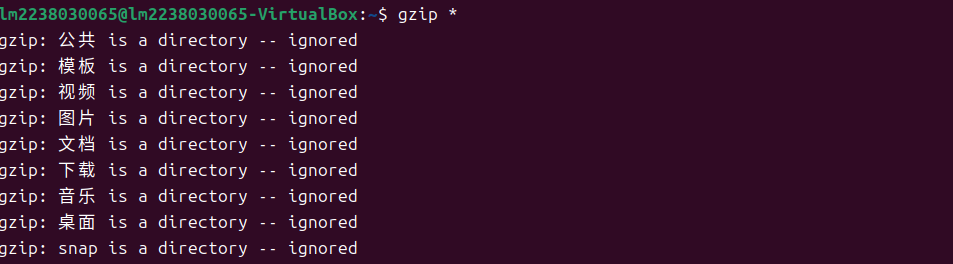 lm2238030065@lm2238030065-VirtualBox:~$ gzip *
gzip: 公共 is a directory -- ignored
gzip: 模板 is a directory -- ignored
gzip: 视频 is a directory -- ignored
gzip: 图片 is a directory -- ignored
gzip: 文档 is a directory -- ignored
gzip: 下载 is a directory -- ignored
gzip: 音乐 is a directory -- ignored
gzip: 桌面 is a directory -- ignored
gzip: snap is a directory -- ignored